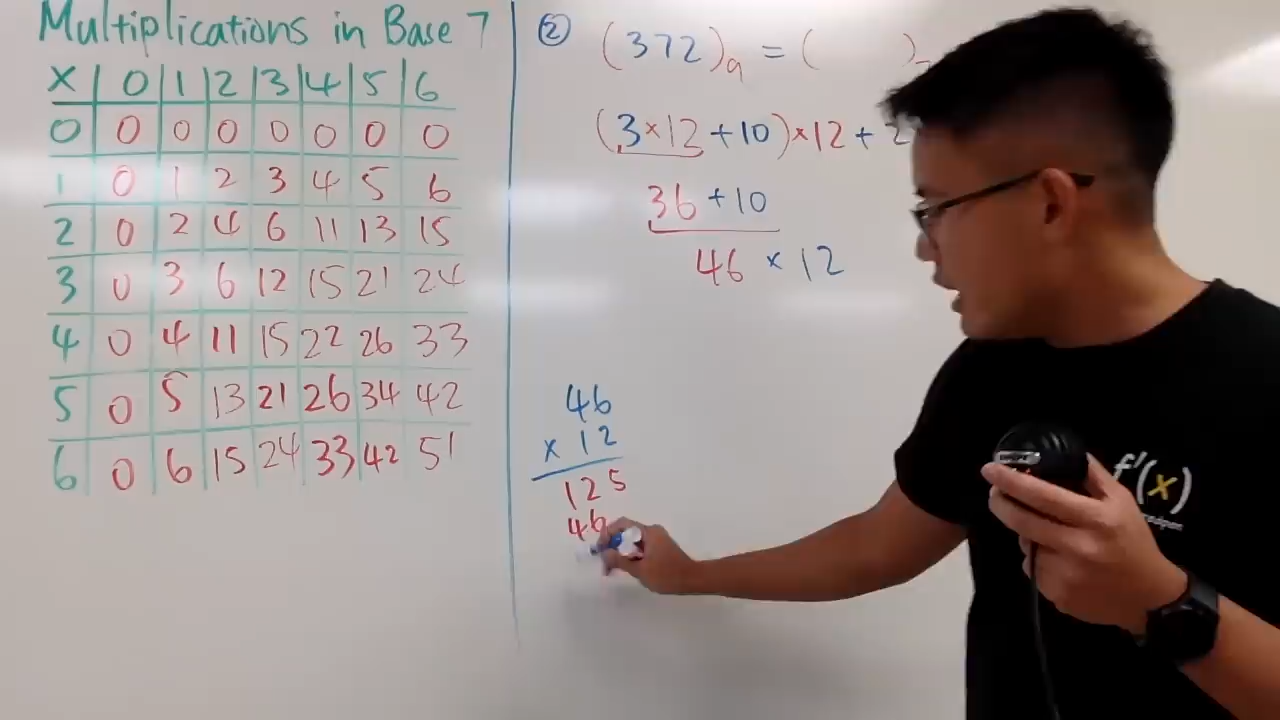 Multiplications in Base 7
x 0 1 2 3 4 5 6
0 0 0 0 0 0 0 0
1 0 1 2 3 4 5 6
2 0 2 4 6 11 13 15
3 0 3 6 12 15 21 24
4 0 4 11 15 22 26 33
5 0 5 13 21 26 34 42
6 0 6 15 24 33 42 51
② (372)₉ = ( )
(3×12+10)×12+2
36+10
46 × 12
46
x 12
125
46
f'(x)